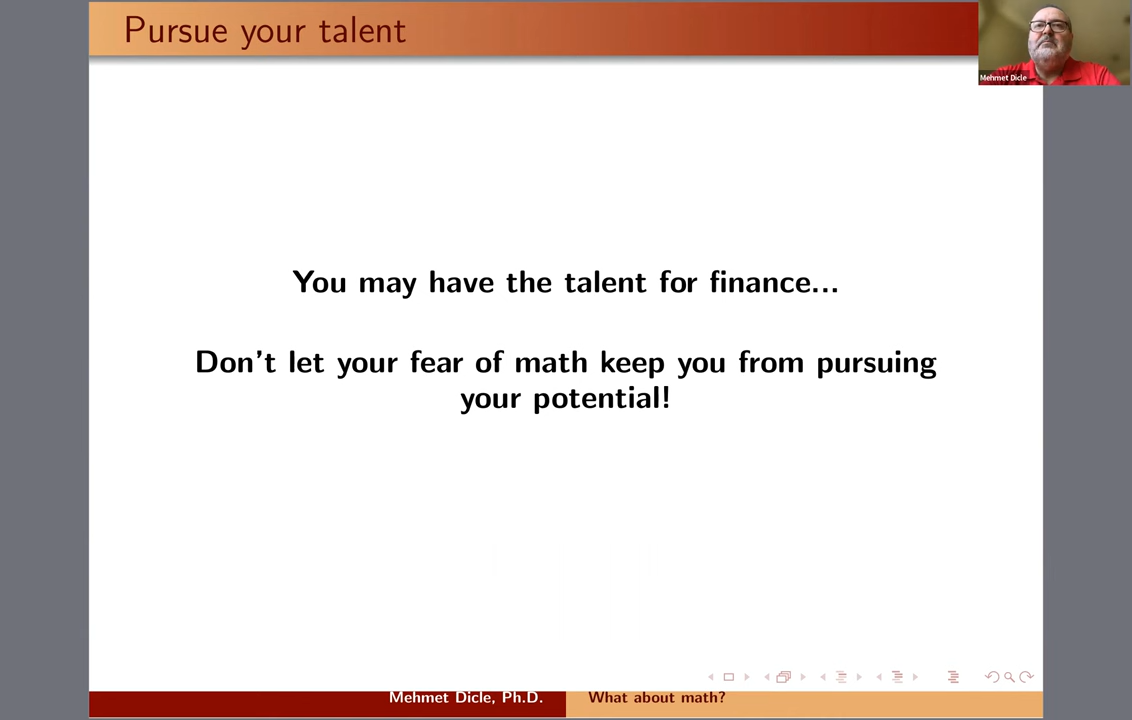 Pursue your talent
Mehmet Dicle
You may have the talent for finance...
Don't let your fear of math keep you from pursuing
your potential!
Mehmet Dicle, Ph.D.
What about math?